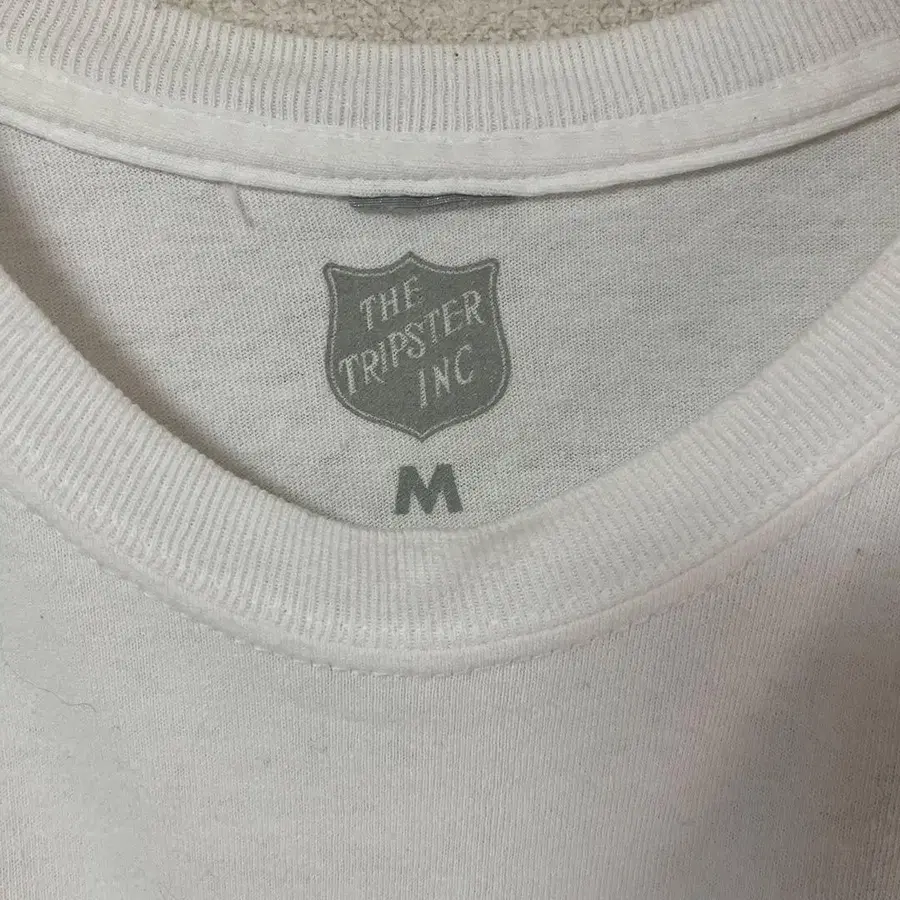 THE
TRIPSTER
INC
M